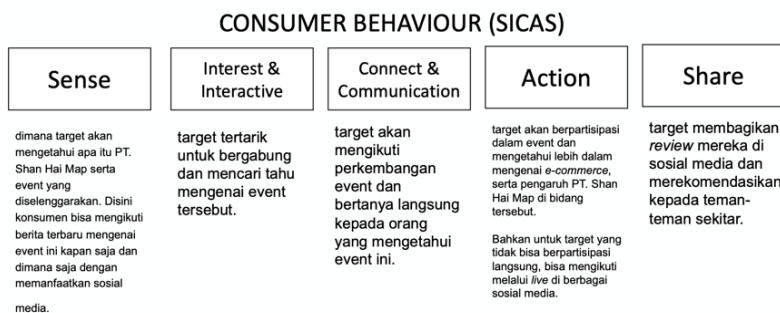 CONSUMER BEHAVIOUR (SICAS)
Sense
dimana target akan
mengetahui apa itu PT.
Shan Hai Map serta
event yang
diselenggarakan. Disini
konsumen bisa mengikuti
berita terbaru mengenai
event ini kapan saja dan
dimana saja dengan
memanfaatkan sosial
media.
Interest &
Interactive
target tertarik
untuk bergabung
dan mencari tahu
mengenai event
tersebut.
Connect &
Communication
target akan
mengikuti
perkembangan
event dan
bertanya langsung
kepada orang
yang mengetahui
event ini.
Action
target akan berpartisipasi
dalam event dan
mengetahui lebih dalam
mengenai e-commerce,
serta pengaruh PT. Shan
Hai Map di bidang
tersebut.
Bahkan untuk target yang
tidak bisa berpartisipasi
langsung, bisa mengikuti
melalui live di berbagai
sosial media.
Share
target membagikan
review mereka di
sosial media dan
merekomendasikan
kepada teman-
teman sekitar.